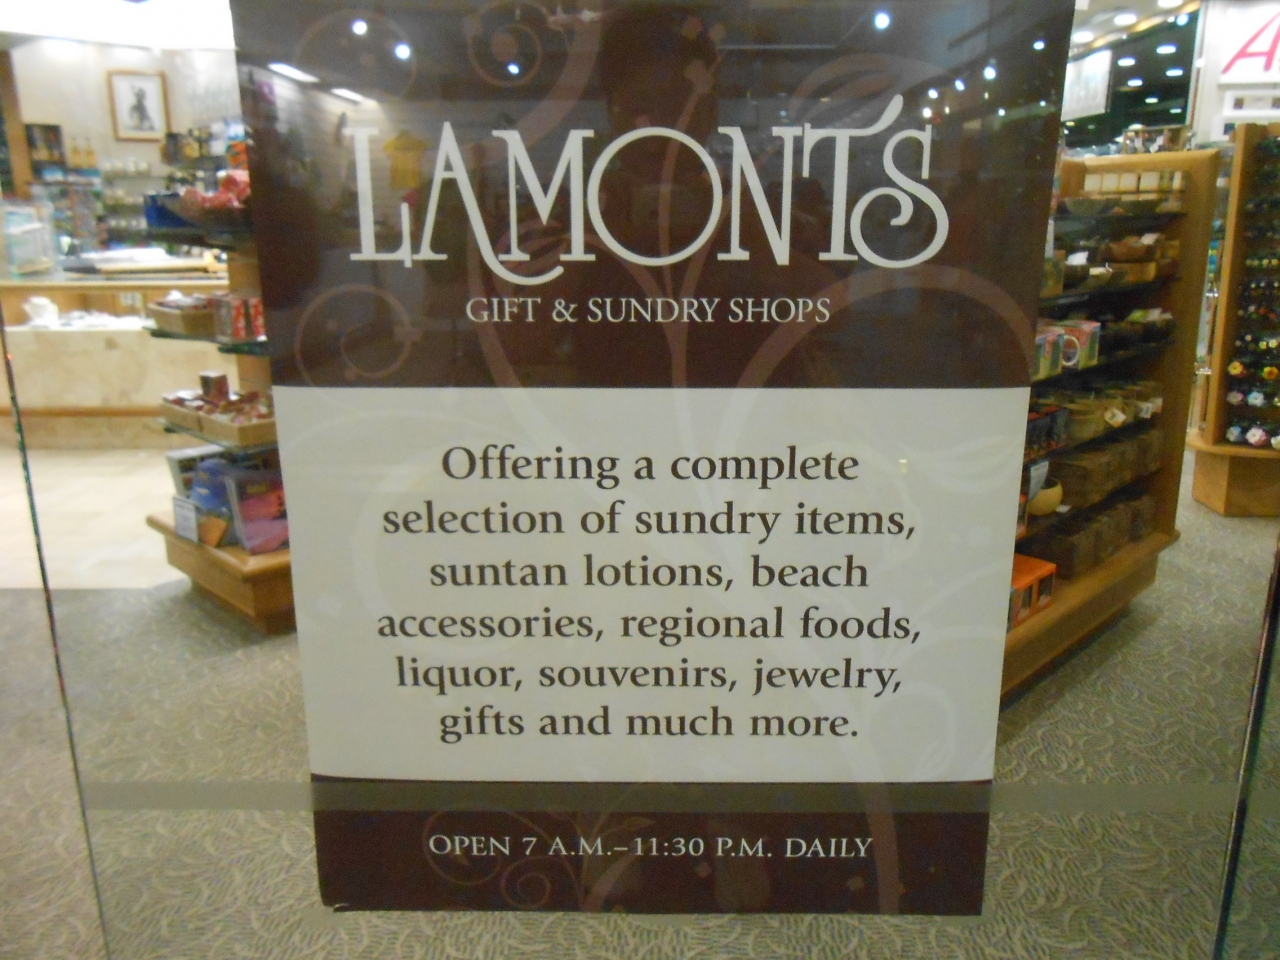 LAMONTS
GIFT & SUNDRY SHOPS
Offering a complete
selection of sundry items,
suntan lotions, beach
accessories, regional foods,
liquor, souvenirs, jewelry,
gifts and much more.
OPEN 7 A.M.–11:30 P.M. DAILY